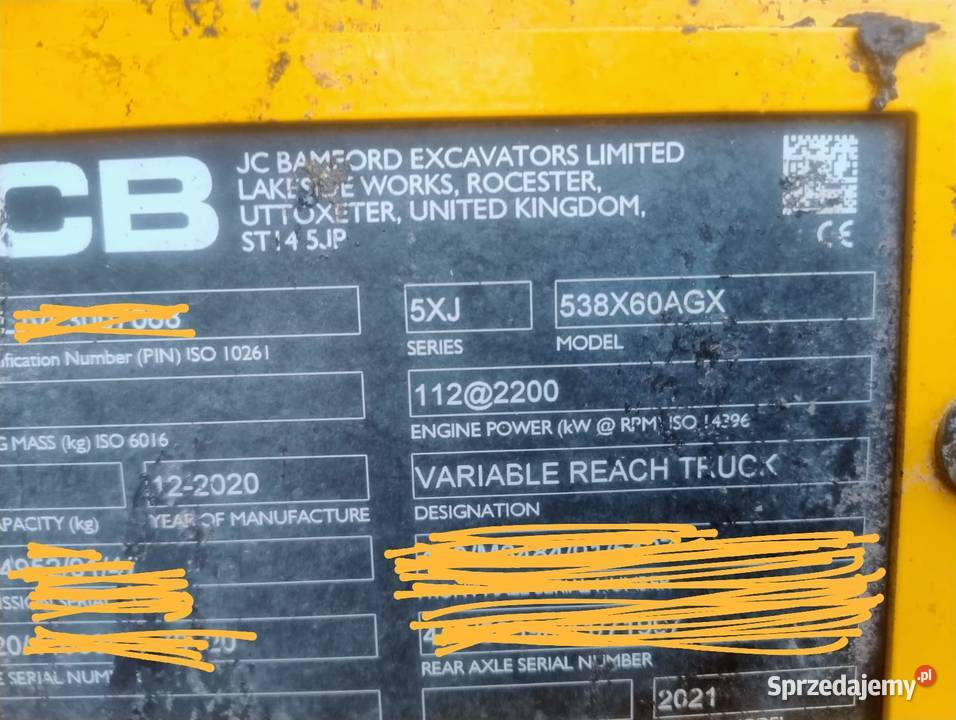 CB
JC BAMFORD EXCAVATORS LIMITED
LAKESIDE WORKS, ROCESTER,
UTTOXETER, UNITED KINGDOM,
ST14 5JP
CE
5XJ
538X60AGX
ification Number (PIN) ISO 10261
SERIES
MODEL
112@2200
G MASS (kg) ISO 6016
ENGINE POWER (kW @ RPM) ISO 14396
12-2020
VARIABLE REACH TRUCK
APACITY (kg)
YEAR OF MANUFACTURE
DESIGNATION
REAR AXLE SERIAL NUMBER
2021
Sprzedajemy.pl